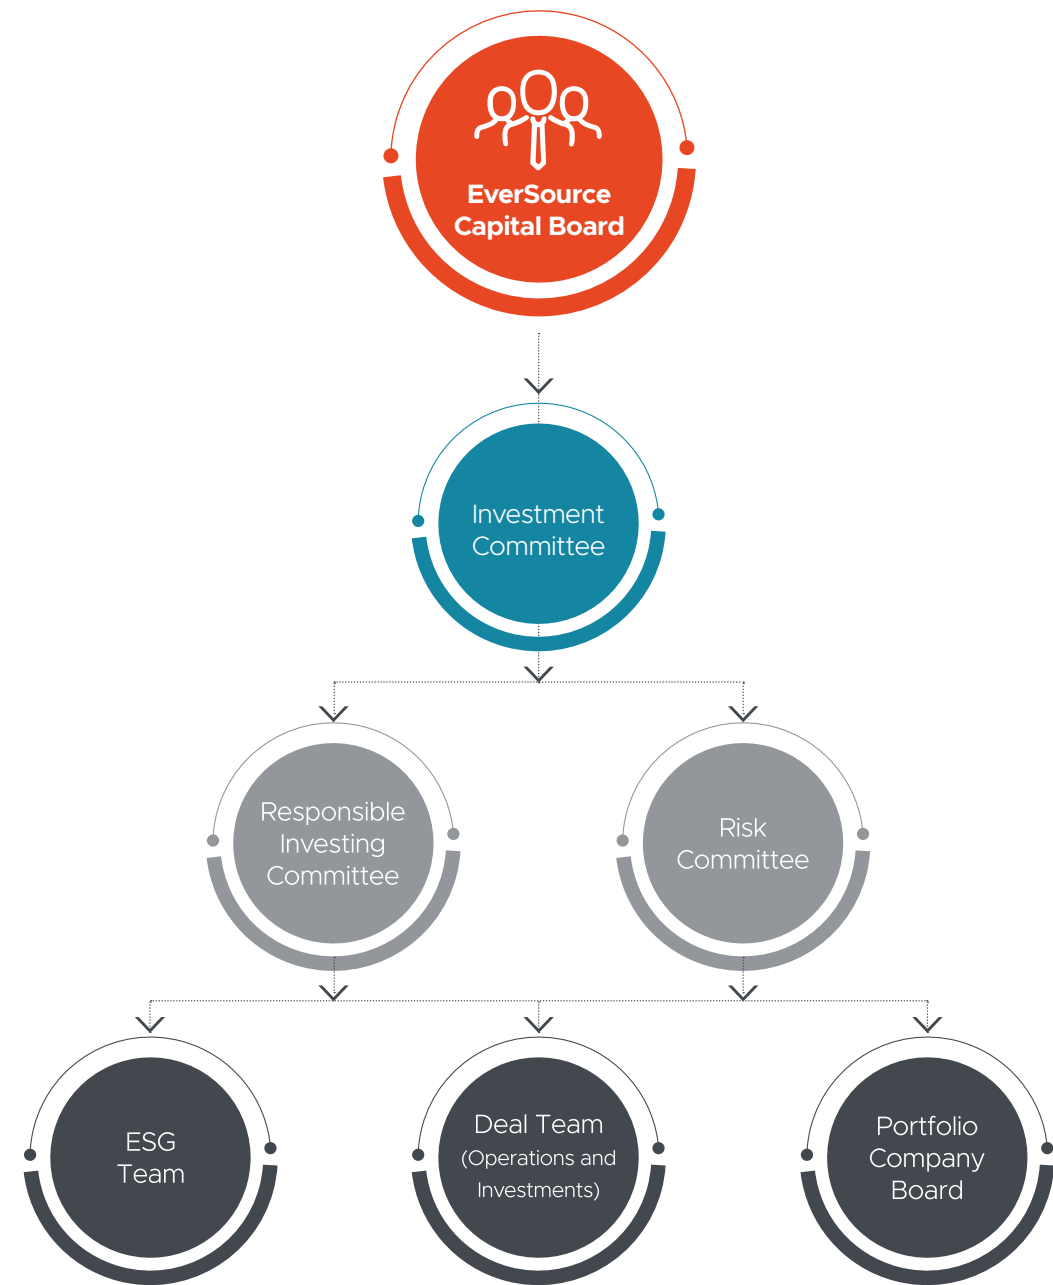 EverSource
Capital Board
Investment
Committee
Responsible
Investing
Committee
Risk
Committee
ESG
Team
Deal Team
(Operations and
Investments)
Portfolio
Company
Board